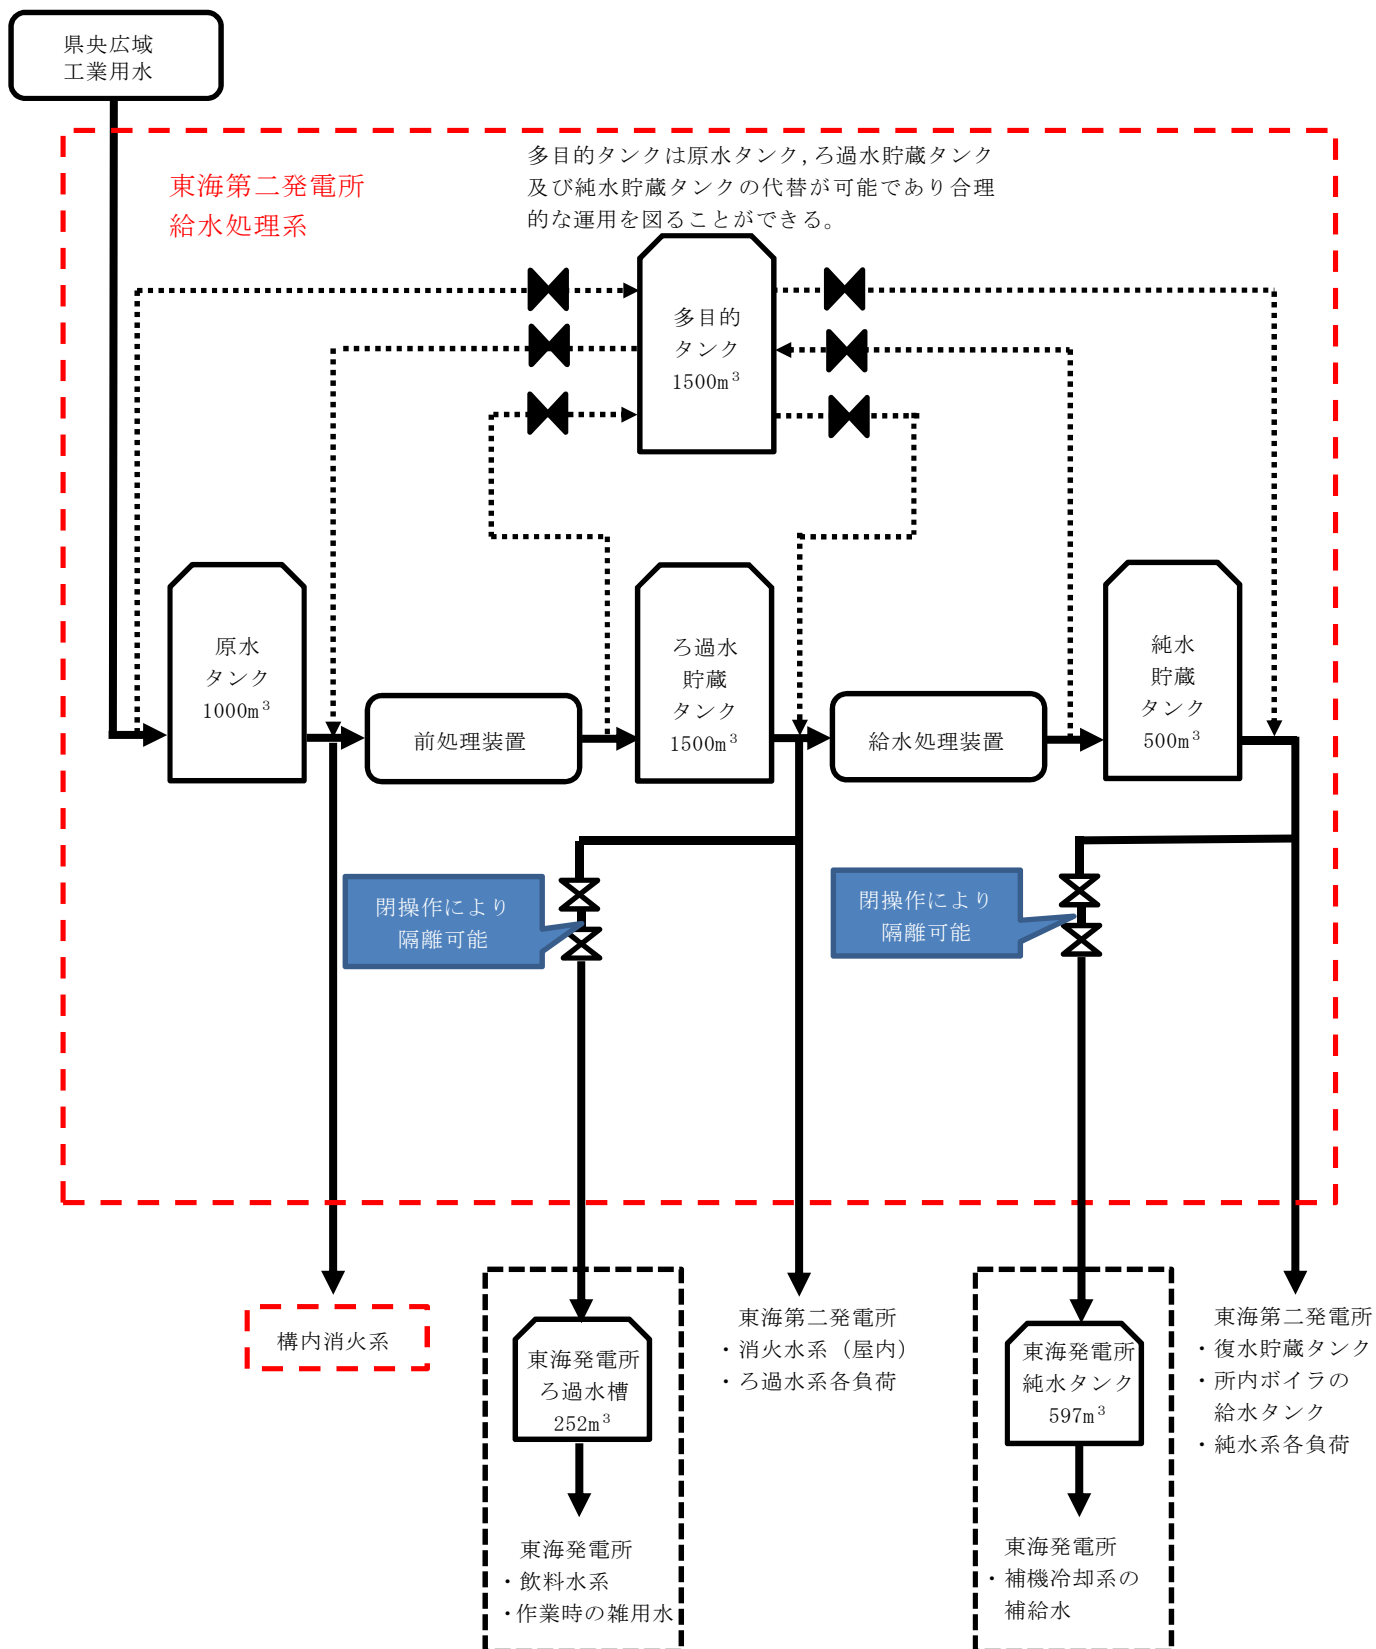 県央広域
工業用水
東海第二発電所
給水処理系
多目的タンクは原水タンク,ろ過水貯蔵タンク
及び純水貯蔵タンクの代替が可能であり合理
的な運用を図ることができる。
多目的
タンク
1500m³
原水
タンク
1000m³
前処理装置
ろ過水
貯蔵
タンク
1500m³
給水処理装置
純水
貯蔵
タンク
500m³
閉操作により
隔離可能
閉操作により
隔離可能
構内消火系
東海発電所
ろ過水槽
252m³
東海発電所
・飲料水系
・作業時の雑用水
東海第二発電所
・消火水系（屋内）
・ろ過水系各負荷
東海発電所
純水タンク
597m³
東海発電所
・補機冷却系の
補給水
東海第二発電所
・復水貯蔵タンク
・所内ボイラの
給水タンク
・純水系各負荷